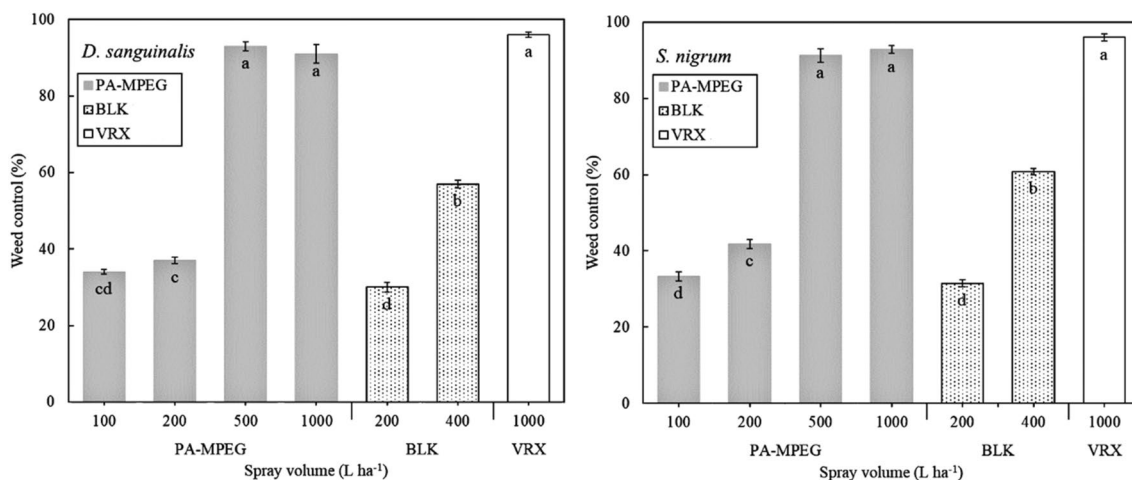 100
80
60
40
20
0
Weed control (%)
D. sanguinalis
PA-MPEG
BLK
VRX
cd
c
a
a
d
b
a
100 200 500 1000 200 400 1000
PA-MPEG BLK VRX
Spray volume (L ha⁻¹)
100
80
60
40
20
0
Weed control (%)
S. nigrum
PA-MPEG
BLK
VRX
d
c
a
a
d
b
a
100 200 500 1000 200 400 1000
PA-MPEG BLK VRX
Spray volume (L ha⁻¹)